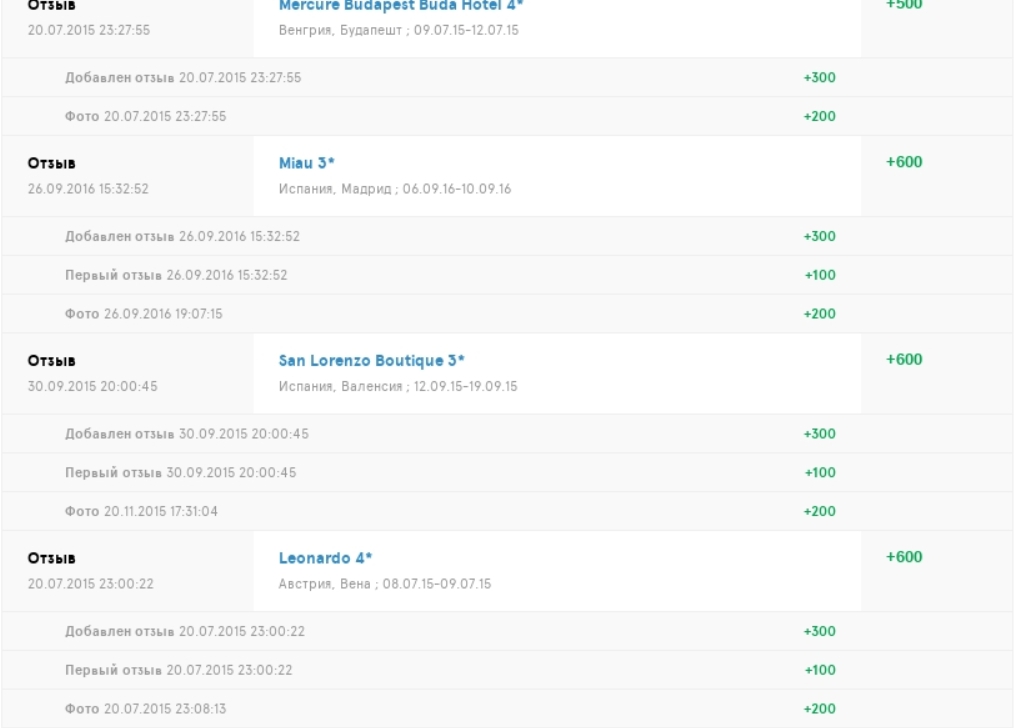 Отзыв
Mercure Budapest Buda Hotel 4*
+500
20.07.2015 23:27:55
Венгрия, Будапешт ; 09.07.15-12.07.15
Добавлен отзыв 20.07.2015 23:27:55
+300
Фото 20.07.2015 23:27:55
+200
Отзыв
Miau 3*
+600
26.09.2016 15:32:52
Испания, Мадрид ; 06.09.16-10.09.16
Добавлен отзыв 26.09.2016 15:32:52
+300
Первый отзыв 26.09.2016 15:32:52
+100
Фото 26.09.2016 19:07:15
+200
Отзыв
San Lorenzo Boutique 3*
+600
30.09.2015 20:00:45
Испания, Валенсия ; 12.09.15-19.09.15
Добавлен отзыв 30.09.2015 20:00:45
+300
Первый отзыв 30.09.2015 20:00:45
+100
Фото 20.11.2015 17:31:04
+200
Отзыв
Leonardo 4*
+600
20.07.2015 23:00:22
Австрия, Вена ; 08.07.15-09.07.15
Добавлен отзыв 20.07.2015 23:00:22
+300
Первый отзыв 20.07.2015 23:00:22
+100
Фото 20.07.2015 23:08:13
+200